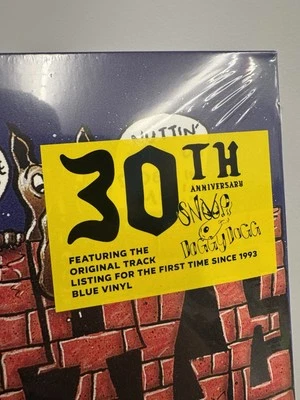 NUTTIN'
30TH
ANNIVERSARY
SNOOP
DOGGY DOGG
FEATURING THE
ORIGINAL TRACK
LISTING FOR THE FIRST TIME SINCE 1993
BLUE VINYL